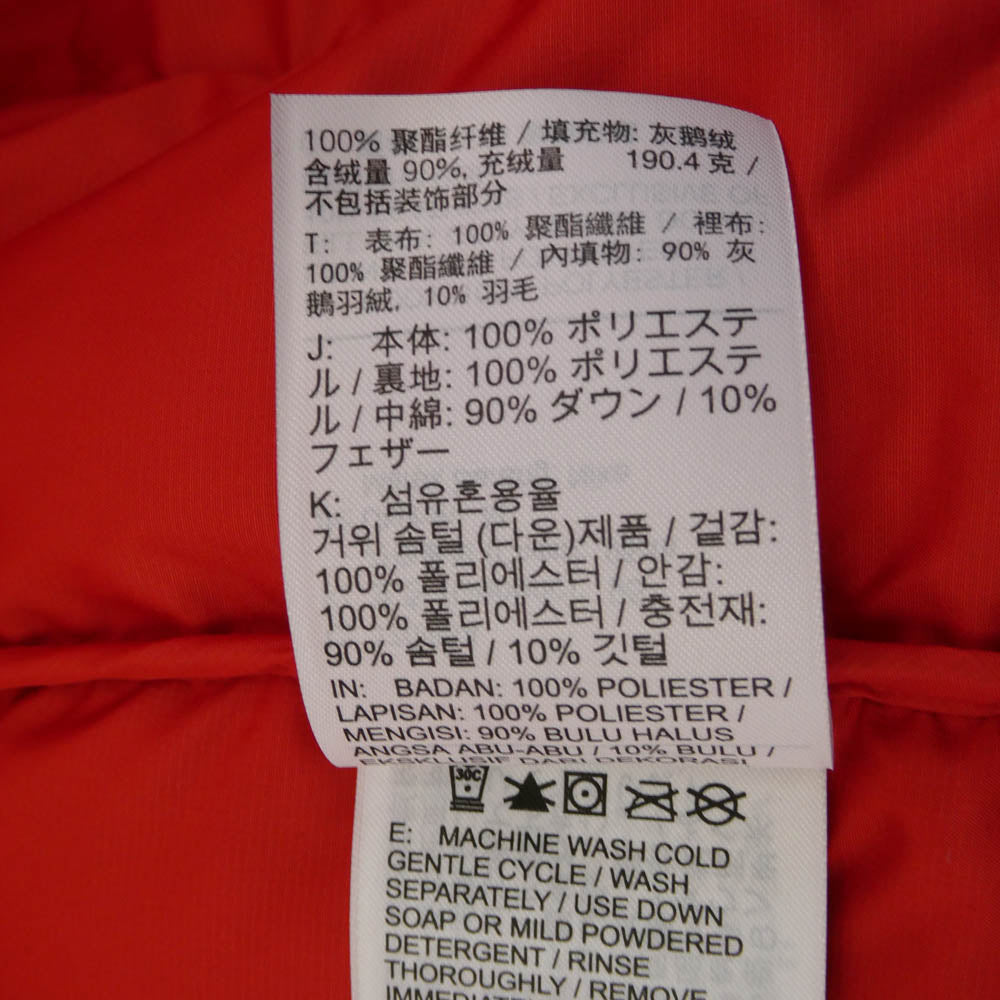 100% 聚酯纤维 / 填充物: 灰鹅绒
含绒量 90%, 充绒量 190.4 克 /
不包括装饰部分
T: 表布: 100% 聚酯纖維 / 裡布:
100% 聚酯纖維 / 內填物: 90% 灰
鵝羽絨, 10% 羽毛
J: 本体: 100% ポリエステ
ル / 裏地: 100% ポリエステ
ル / 中綿: 90% ダウン / 10%
フェザー
K: 섬유혼용율
거위 솜털 (다운)제품 / 겉감:
100% 폴리에스터 / 안감:
100% 폴리에스터 / 충전재:
90% 솜털 / 10% 깃털
IN: BADAN: 100% POLIESTER /
LAPISAN: 100% POLIESTER /
MENGISI: 90% BULU HALUS
ANGSA ABU-ABU / 10% BULU /
EKSKLUSIF DARI DEKORASI
30C
E: MACHINE WASH COLD
GENTLE CYCLE / WASH
SEPARATELY / USE DOWN
SOAP OR MILD POWDERED
DETERGENT / RINSE
THOROUGHLY / REMOVE